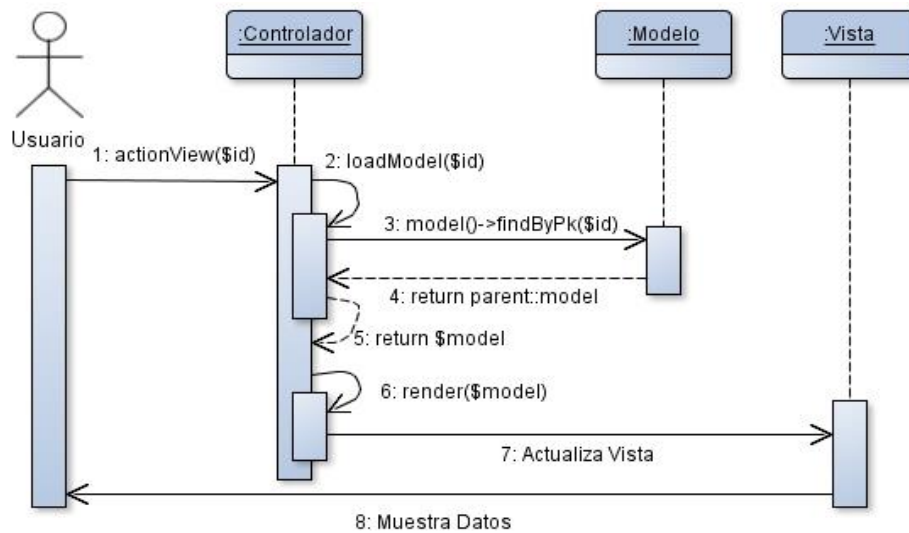 :Controlador
:Modelo
:Vista
Usuario
1: actionView($id)
2: loadModel($id)
3: model()->findByPk($id)
4: return parent::model
5: return $model
6: render($model)
7: Actualiza Vista
8: Muestra Datos